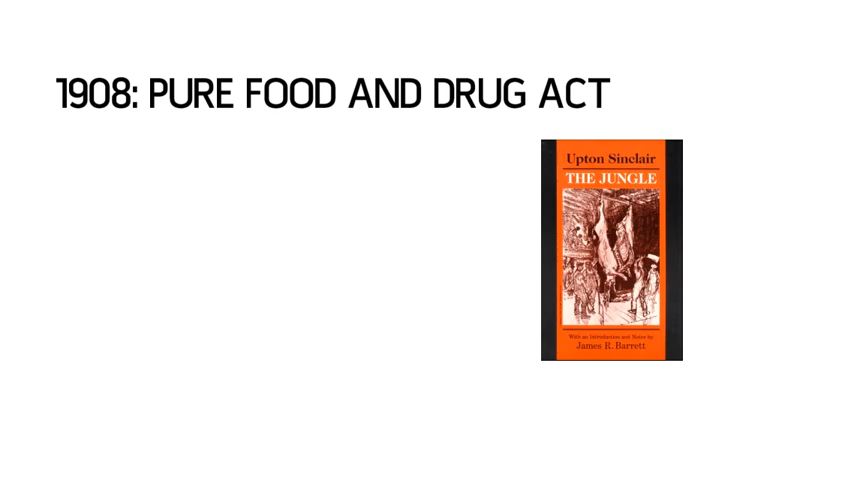 1908: PURE FOOD AND DRUG ACT
Upton Sinclair
THE JUNGLE
With an Introduction and Notes by
James R. Barrett